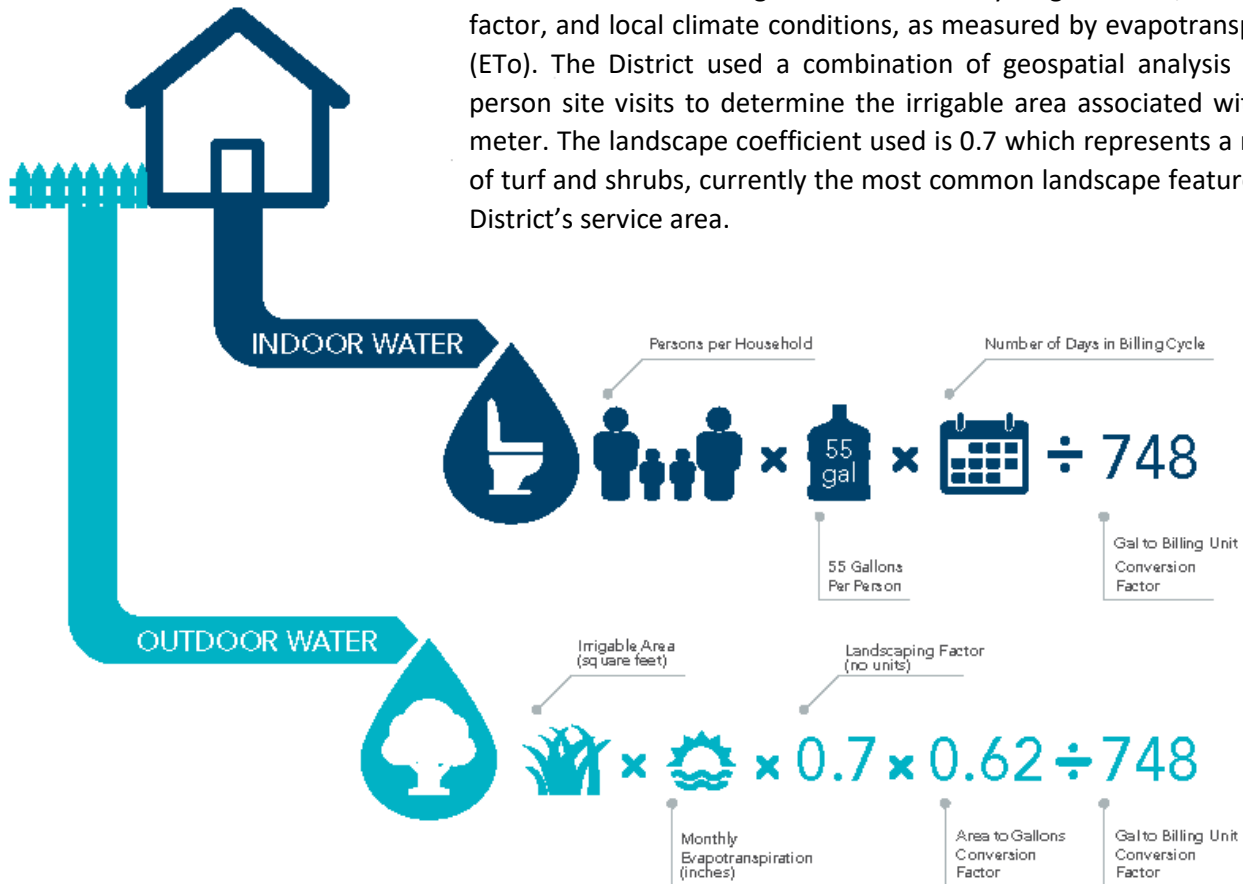 factor, and local climate conditions, as measured by evapotransp
(ETo). The District used a combination of geospatial analysis
person site visits to determine the irrigable area associated wit
meter. The landscape coefficient used is 0.7 which represents a
of turf and shrubs, currently the most common landscape feature
District’s service area.
INDOOR WATER
Persons per Household
Number of Days in Billing Cycle
55
gal
÷ 748
55 Gallons
Per Person
Gal to Billing Unit
Conversion
Factor
OUTDOOR WATER
Irrigable Area
(square feet)
Landscaping Factor
(no units)
× × 0.7 × 0.62 ÷ 748
Monthly
Evapotranspiration
(inches)
Area to Gallons
Conversion
Factor
Gal to Billing Unit
Conversion
Factor